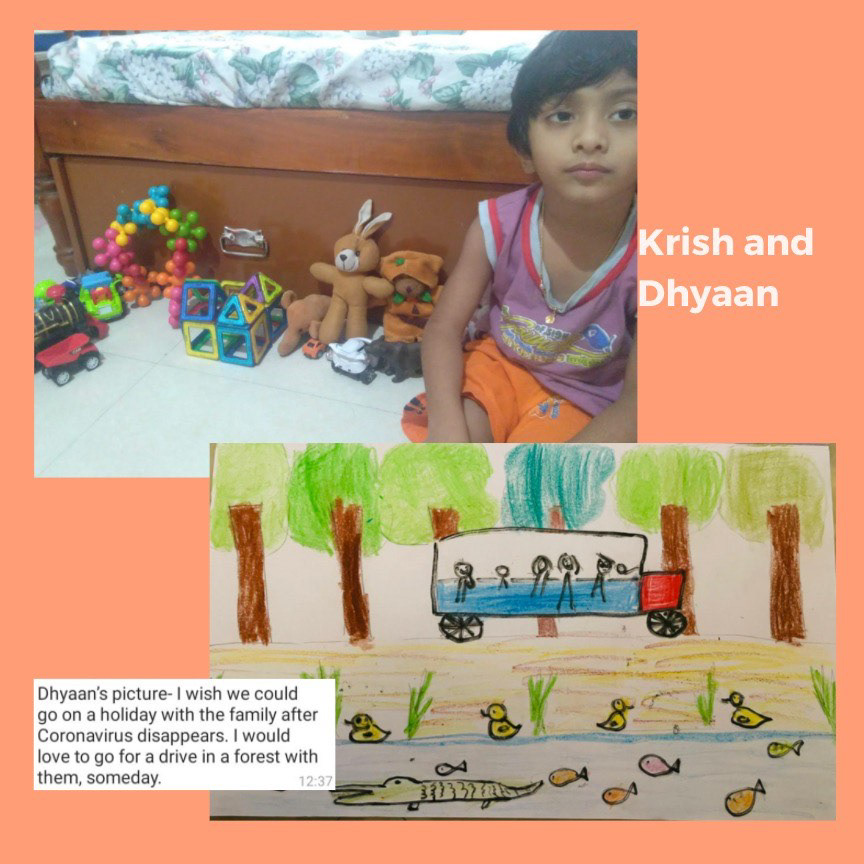 Krish and
Dhyaan
Dhyaan's picture- I wish we could
go on a holiday with the family after
Coronavirus disappears. I would
love to go for a drive in a forest with
them, someday.
12:37